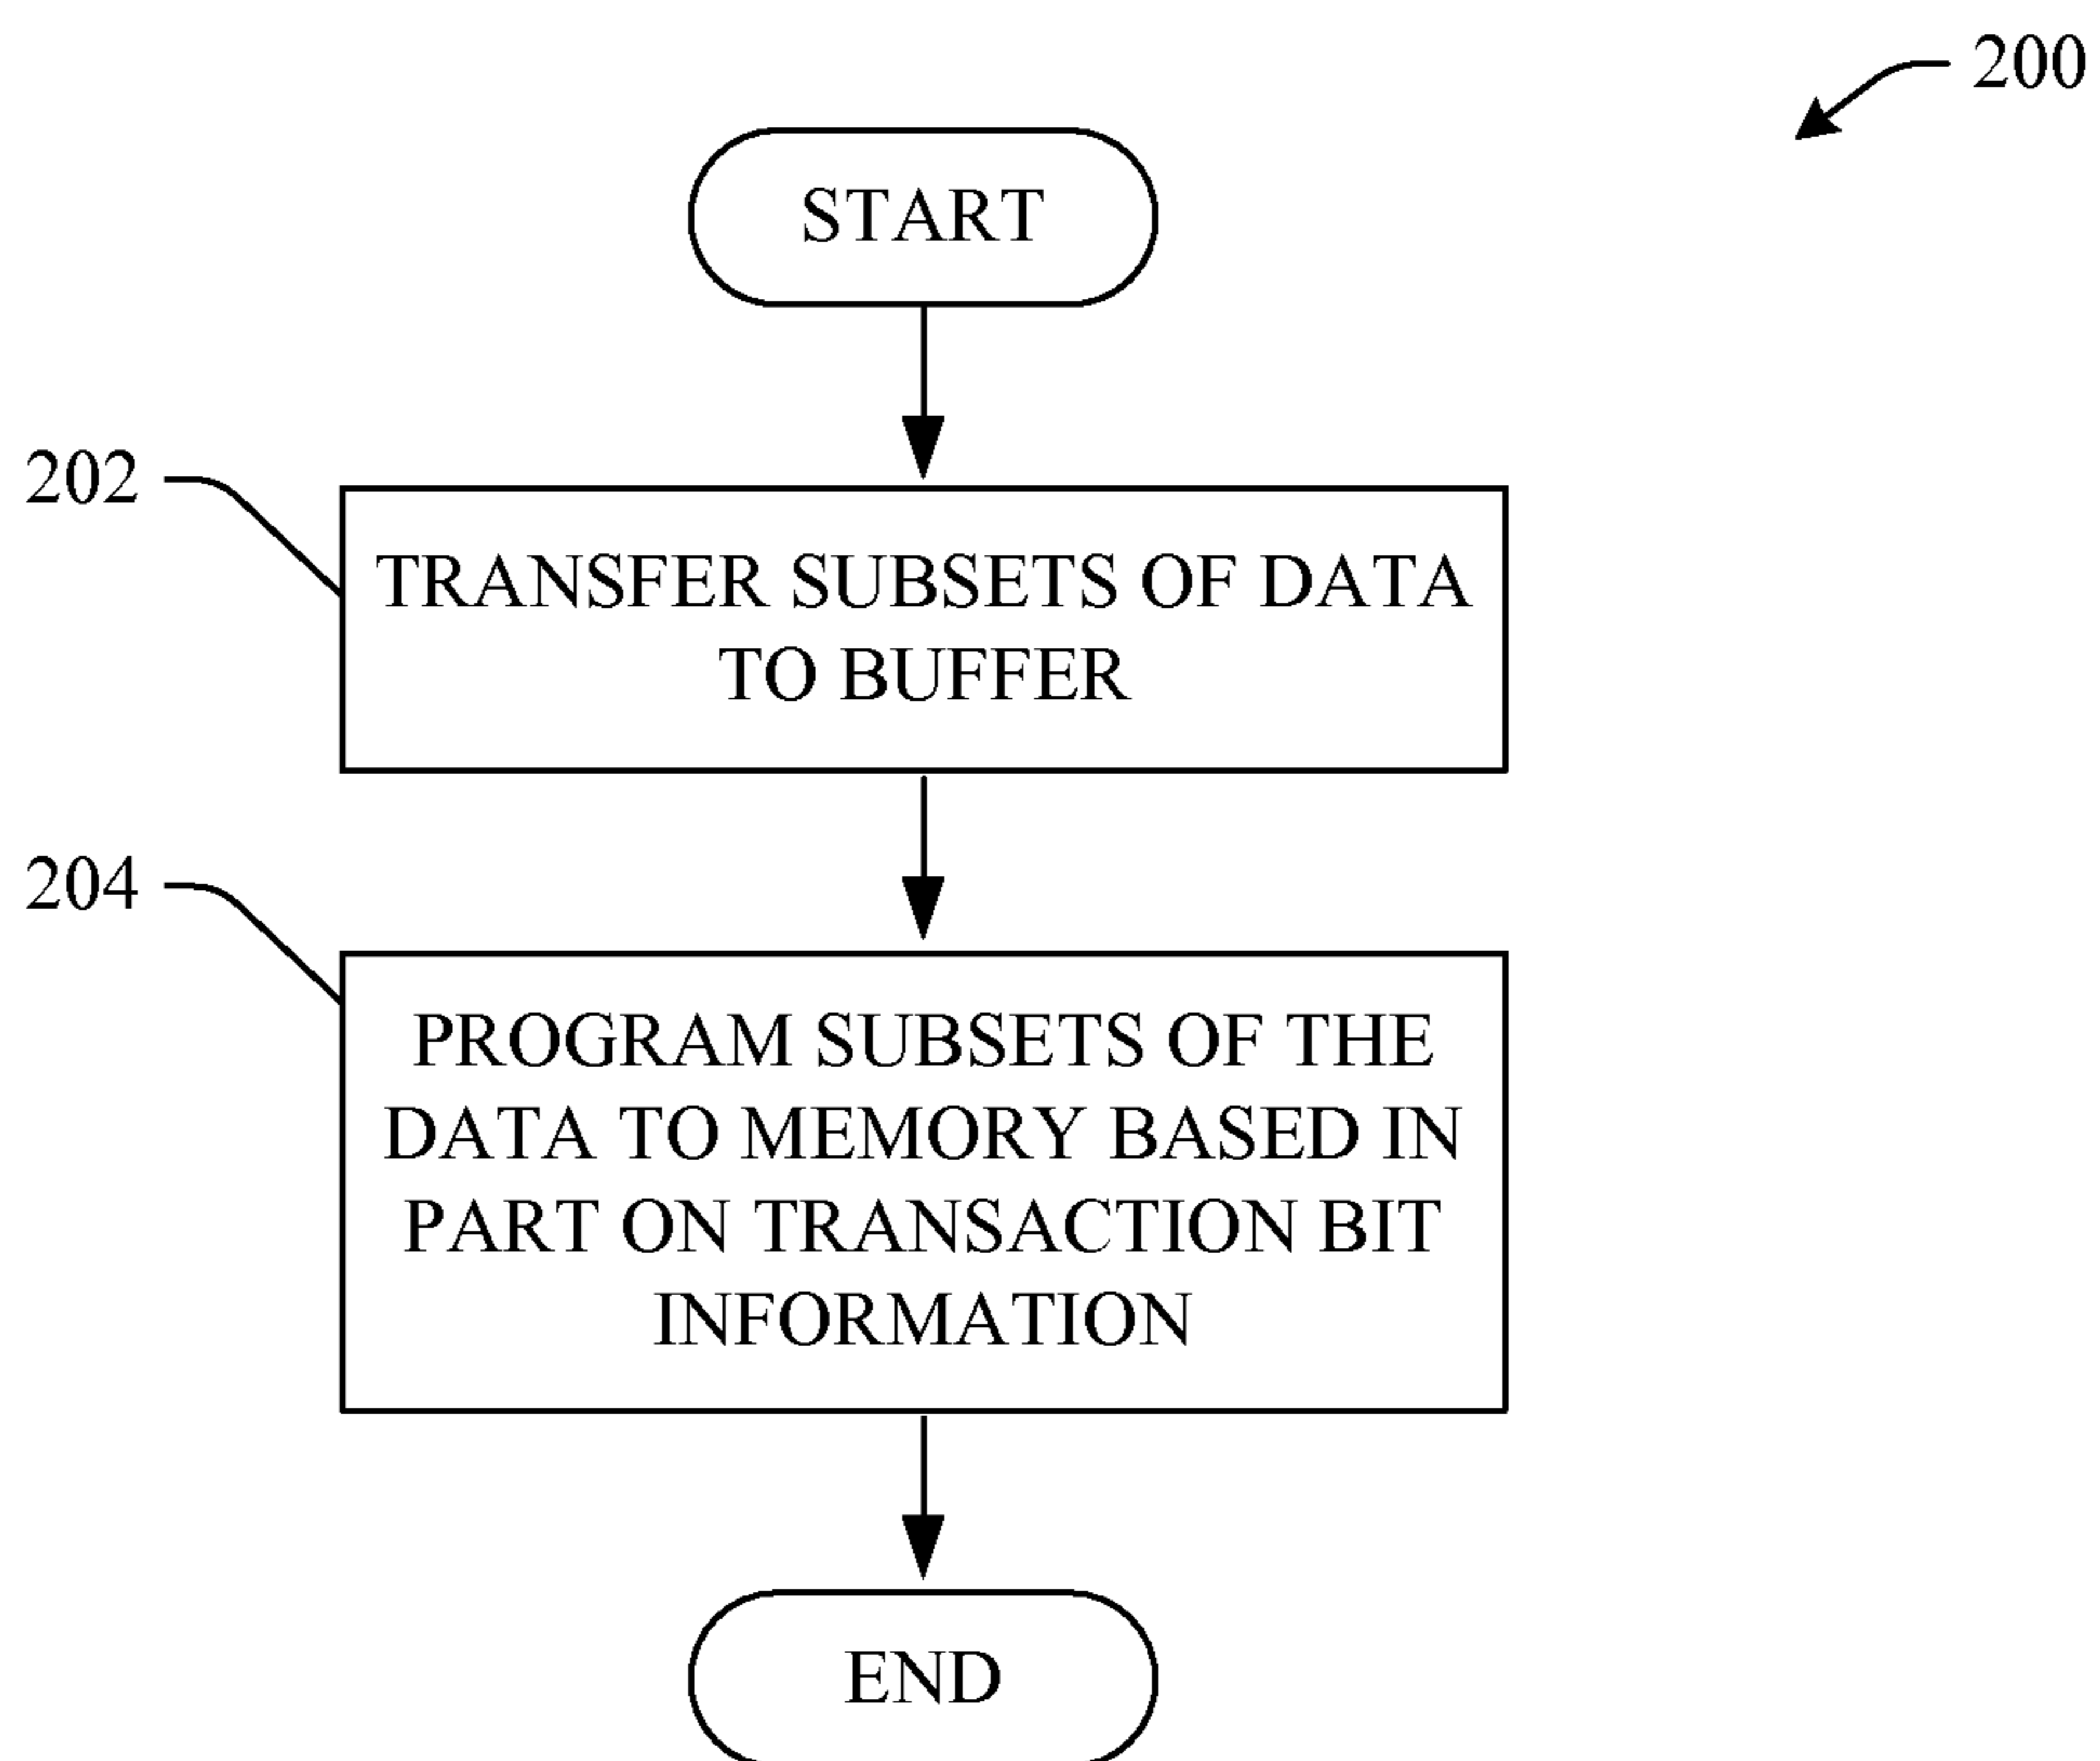 200
START
202
TRANSFER SUBSETS OF DATA
TO BUFFER
204
PROGRAM SUBSETS OF THE
DATA TO MEMORY BASED IN
PART ON TRANSACTION BIT
INFORMATION
END